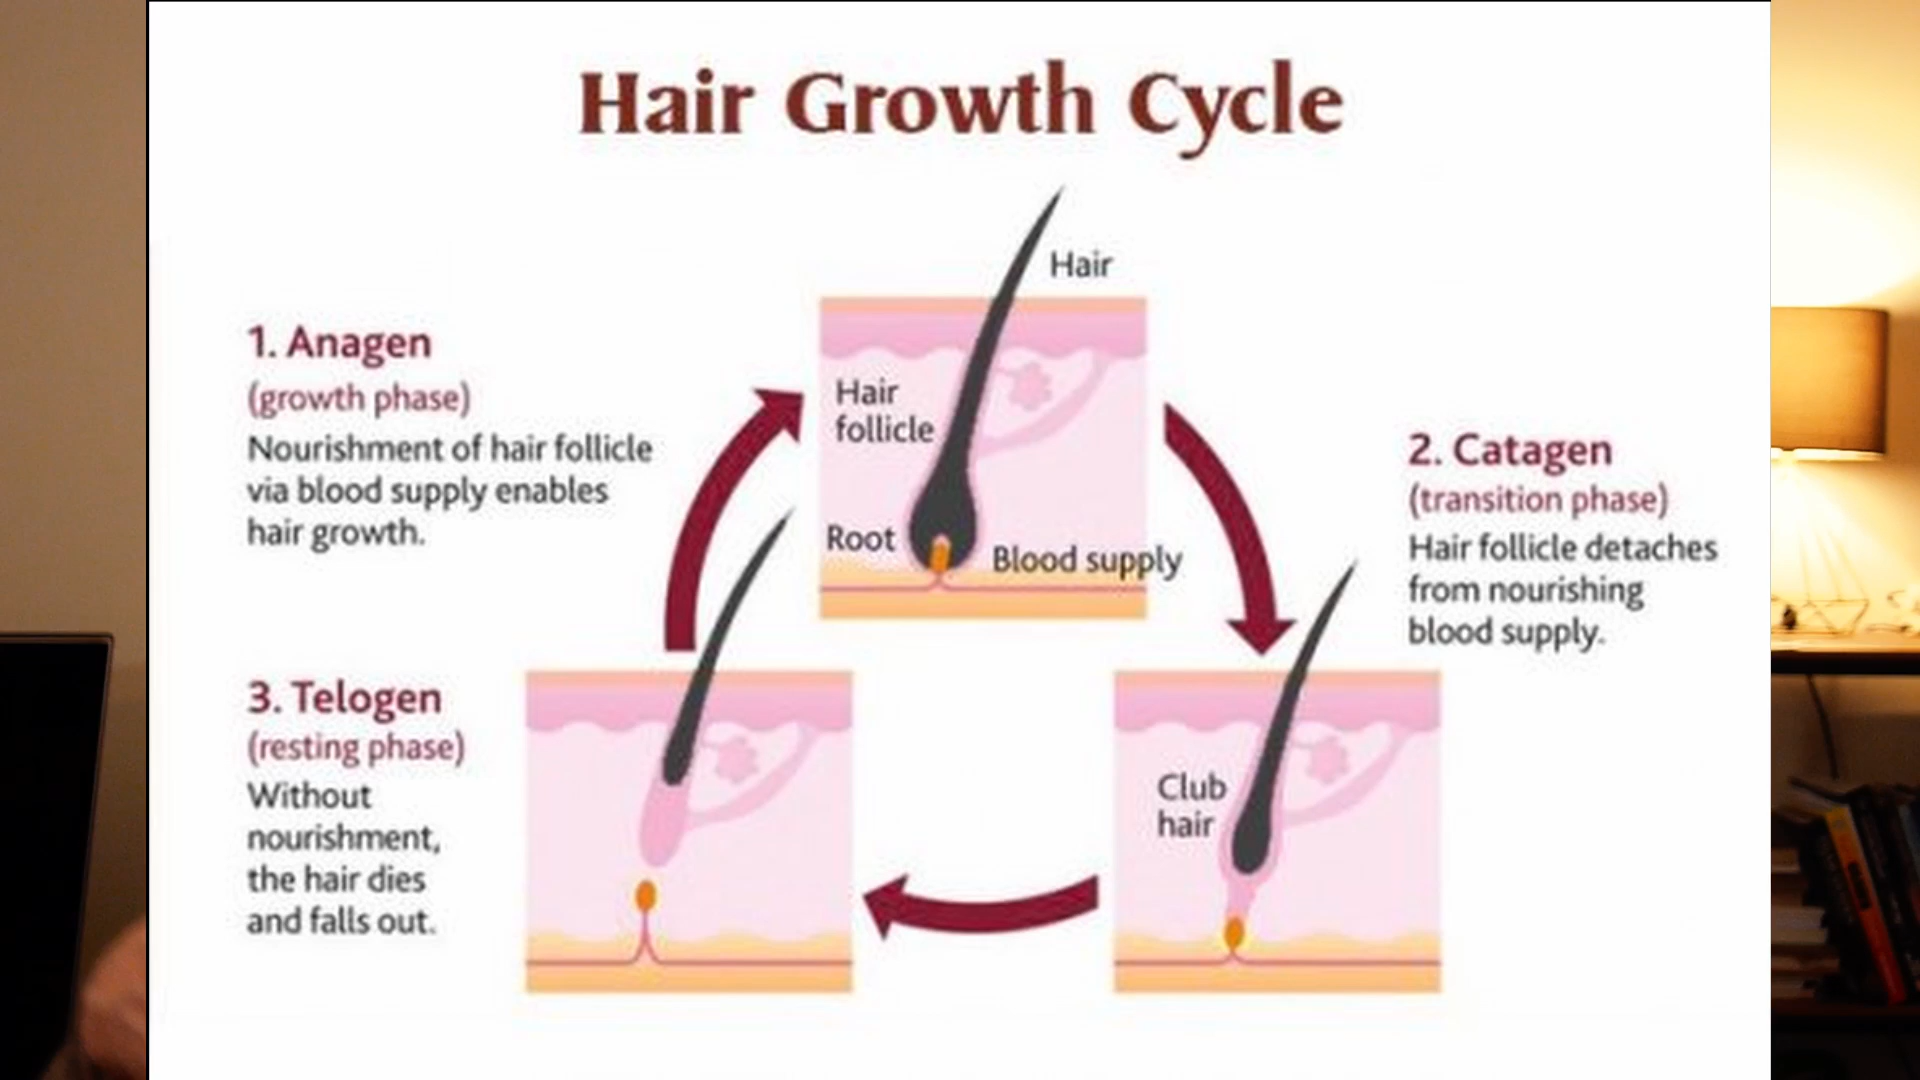 Hair Growth Cycle
Hair
1. Anagen
(growth phase)
Nourishment of hair follicle
via blood supply enables
hair growth.
Hair
follicle
Root
Blood supply
2. Catagen
(transition phase)
Hair follicle detaches
from nourishing
blood supply.
Club
hair
3. Telogen
(resting phase)
Without
nourishment,
the hair dies
and falls out.